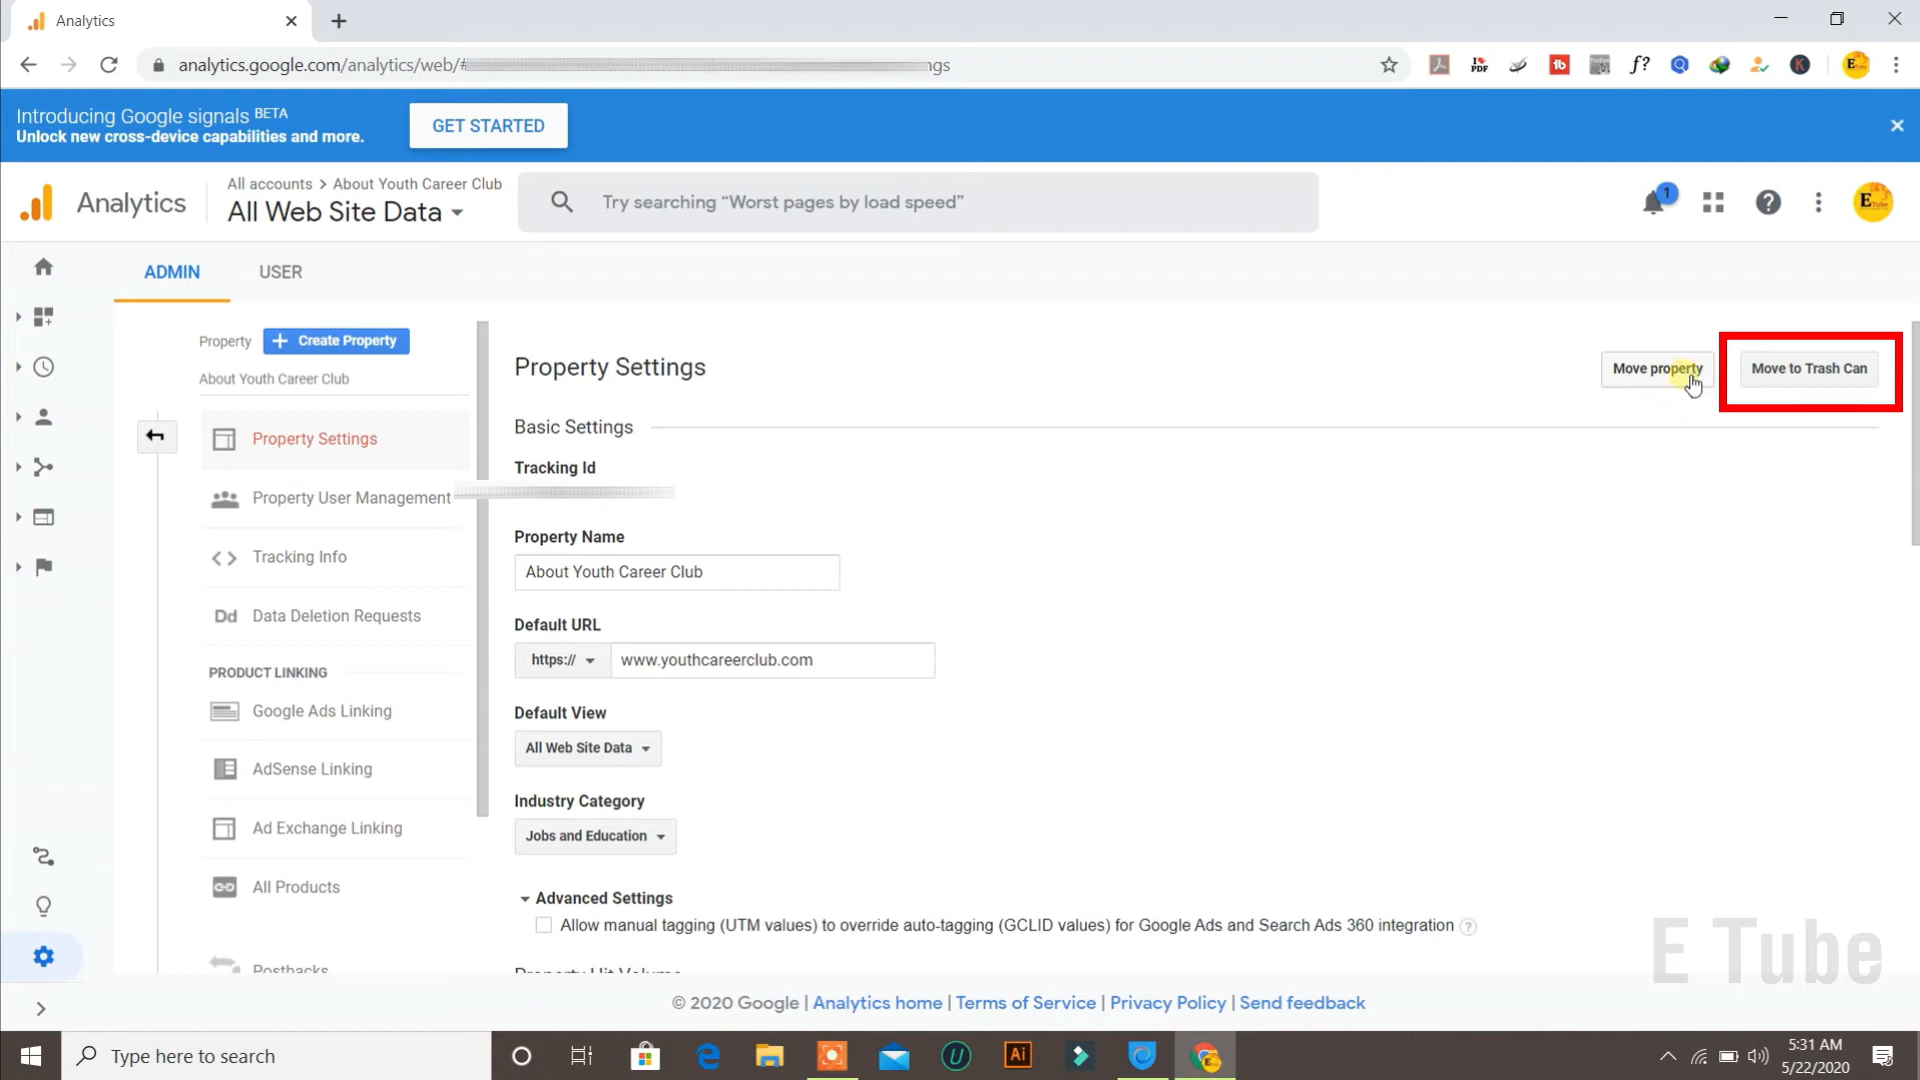 Analytics
analytics.google.com/analytics/web/#
ngs
Introducing Google signals BETA
Unlock new cross-device capabilities and more.
GET STARTED
Analytics
All accounts > About Youth Career Club
All Web Site Data
Try searching “Worst pages by load speed”
1
ADMIN
USER
Property
+ Create Property
About Youth Career Club
Property Settings
Property User Management
Tracking Info
Dd Data Deletion Requests
PRODUCT LINKING
Google Ads Linking
AdSense Linking
Ad Exchange Linking
All Products
Postbacks
Property Settings
Move property
Move to Trash Can
Basic Settings
Tracking Id
Property Name
About Youth Career Club
Default URL
https://
www.youthcareerclub.com
Default View
All Web Site Data
Industry Category
Jobs and Education
Advanced Settings
Allow manual tagging (UTM values) to override auto-tagging (GCLID values) for Google Ads and Search Ads 360 integration ?
Property Hit Volume
E Tube
© 2020 Google | Analytics home | Terms of Service | Privacy Policy | Send feedback
Type here to search
Ai
5:31 AM
5/22/2020